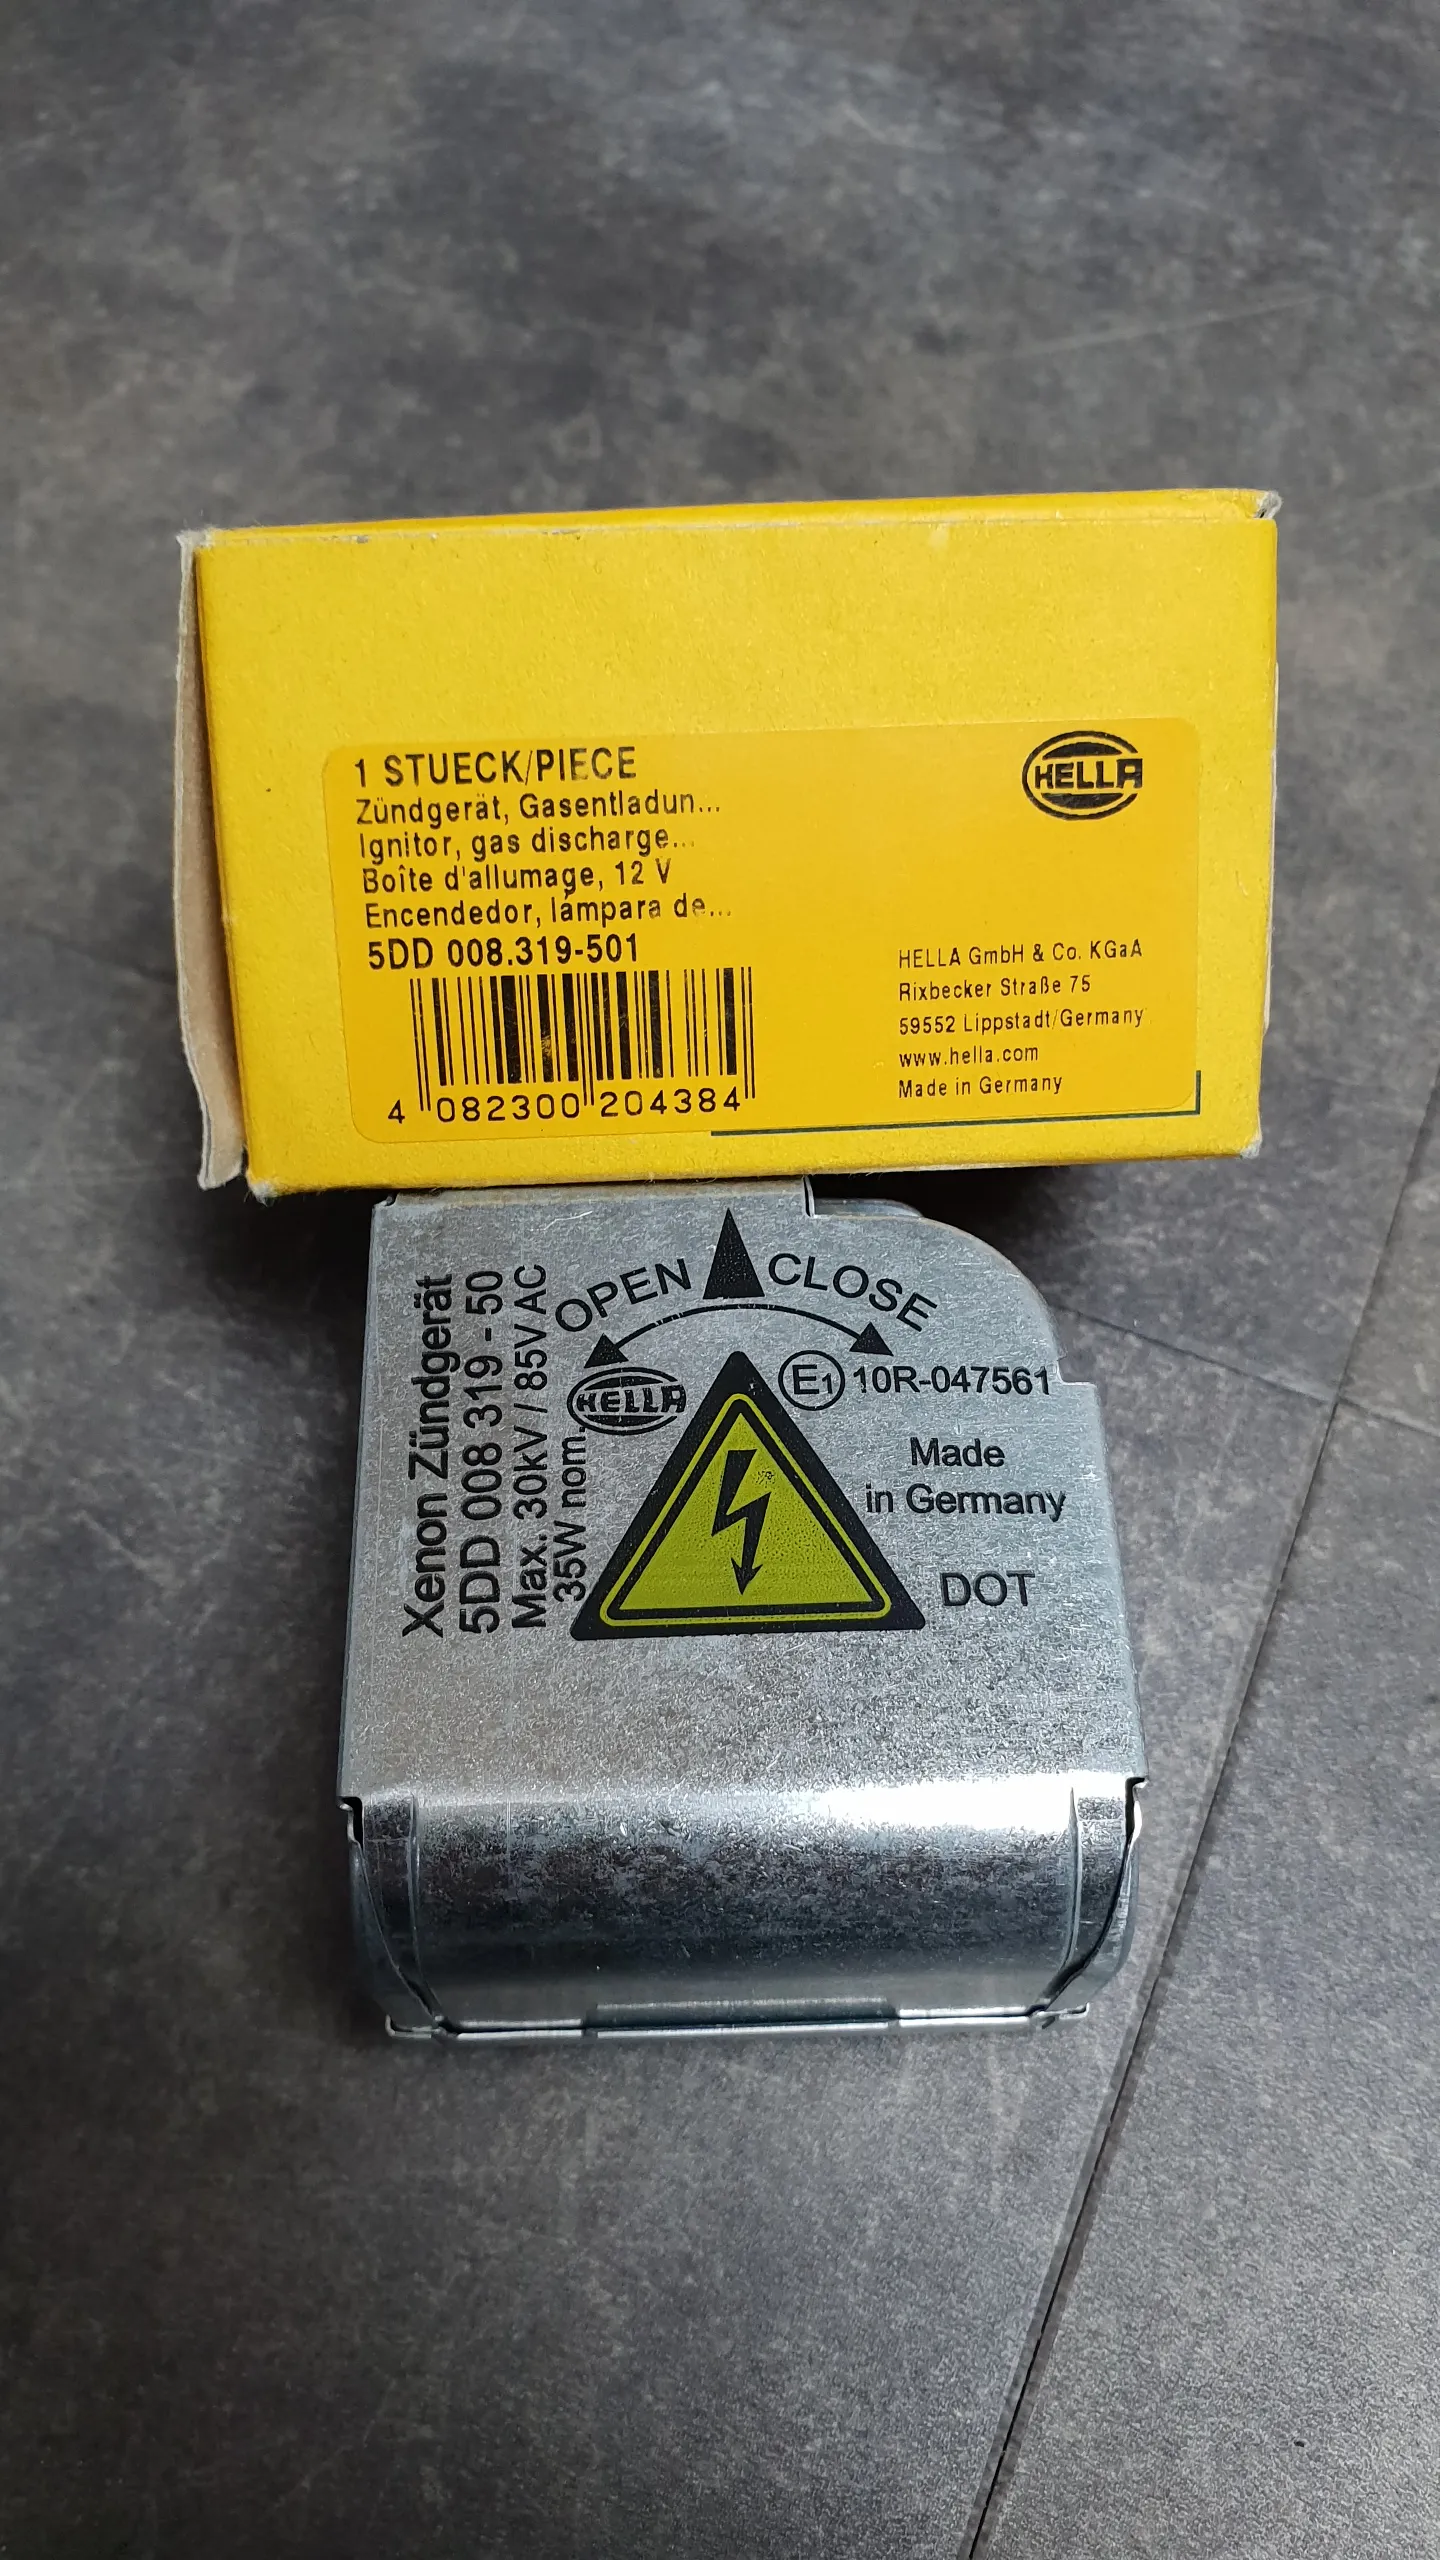 1 STUECK/PIECE
Zündgerät, Gasentladun...
Ignitor, gas discharge...
Boîte d'allumage, 12 V
Encendedor, lámpara de...
5DD 008.319-501
4 082300 204384
HELLA
HELLA GmbH & Co. KGaA
Rixbecker Straße 75
59552 Lippstadt/Germany
www.hella.com
Made in Germany
Xenon Zündgerät
5DD 008 319 - 50
Max. 30kV / 85V AC
35W nom.
OPEN CLOSE
HELLA
E1 10R-047561
Made
in Germany
DOT